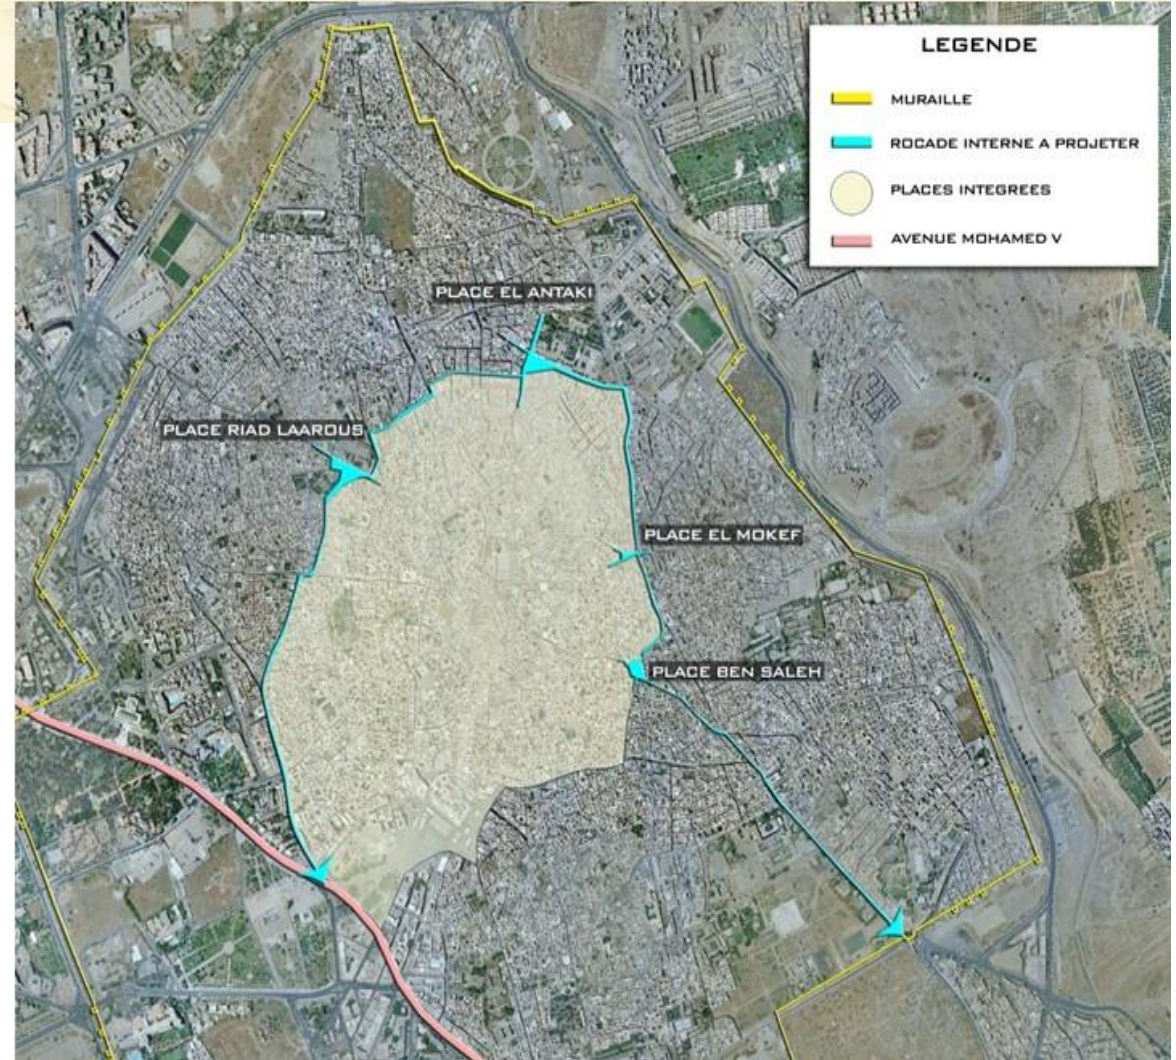 LEGENDE
MURAILLE
ROCADE INTERNE A PROJETER
PLACES INTEGREES
AVENUE MOHAMED V
PLACE EL ANTAKI
PLACE RIAD LAAROUS
PLACE EL MOKEF
PLACE BEN SALEH